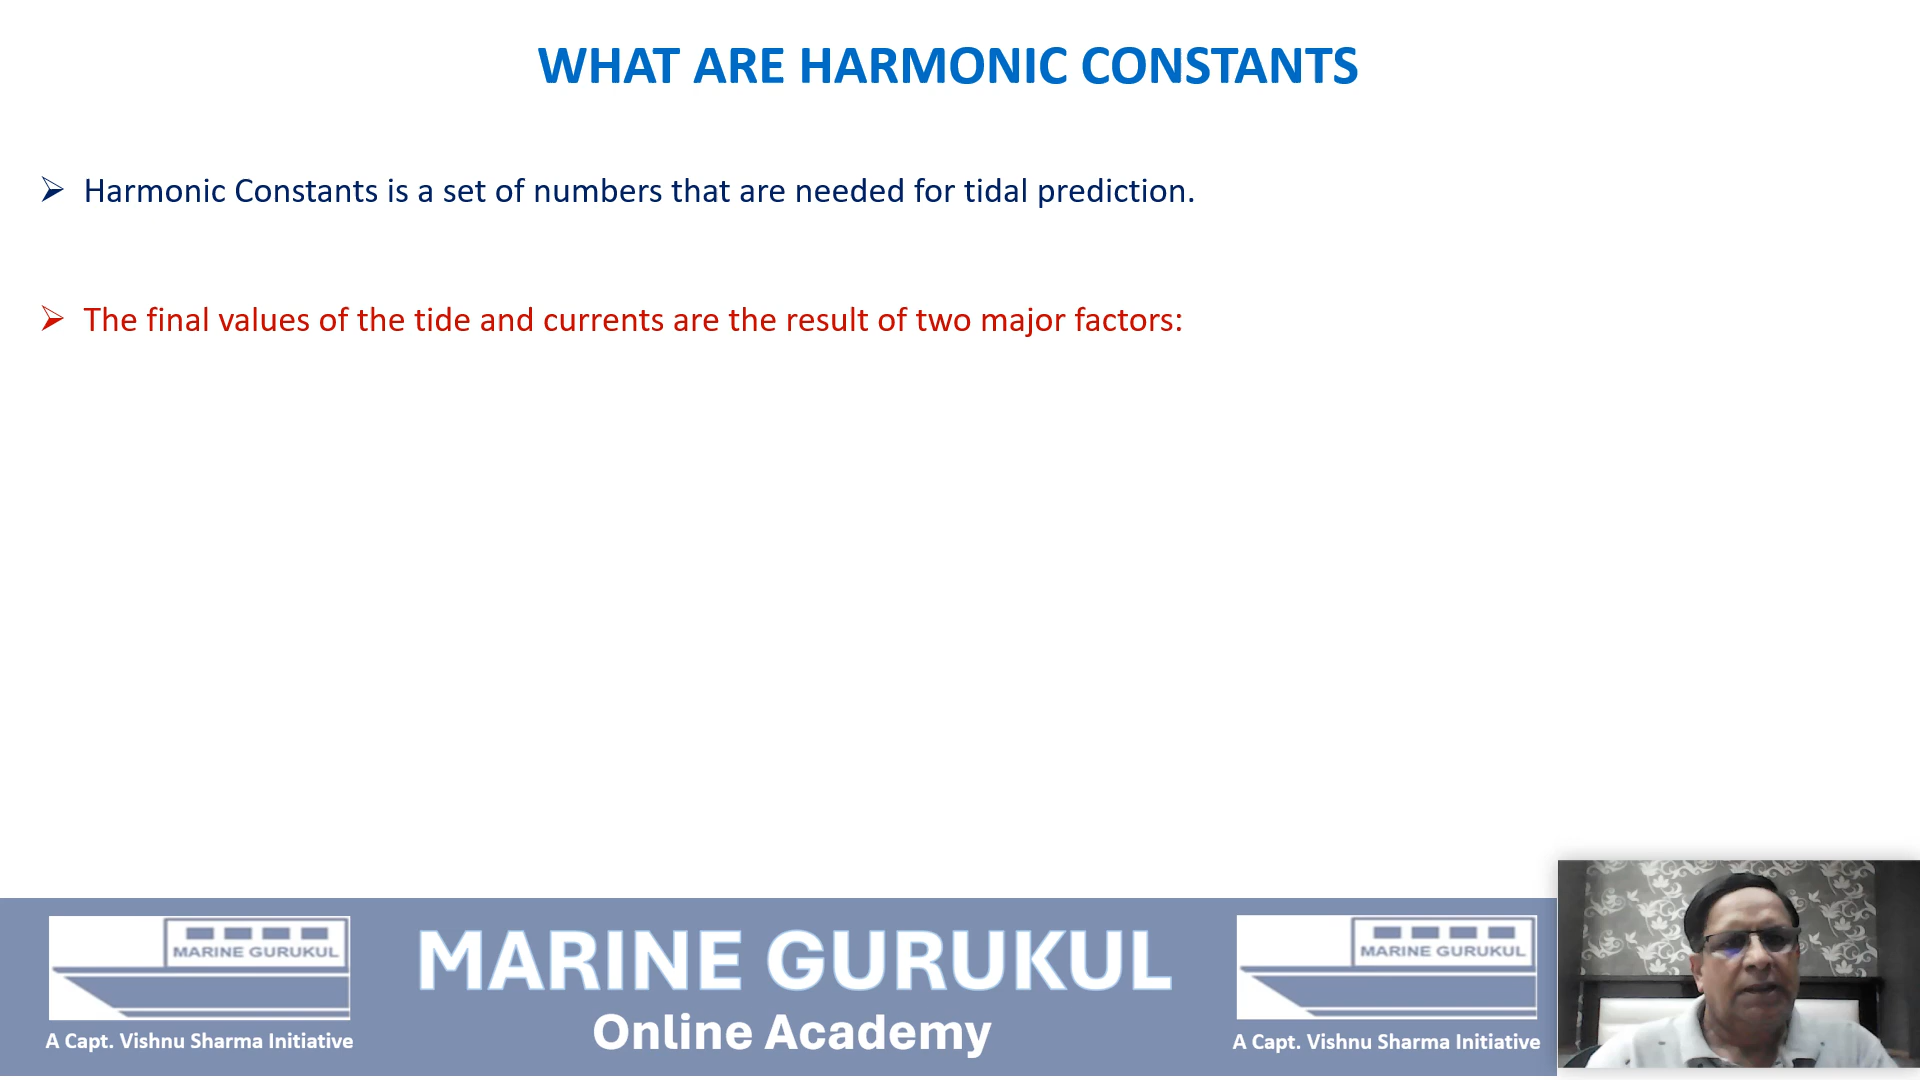 WHAT ARE HARMONIC CONSTANTS
➢ Harmonic Constants is a set of numbers that are needed for tidal prediction.
➢ The final values of the tide and currents are the result of two major factors:
MARINE GURUKUL
A Capt. Vishnu Sharma Initiative
MARINE GURUKUL
Online Academy
MARINE GURUKUL
A Capt. Vishnu Sharma Initiative